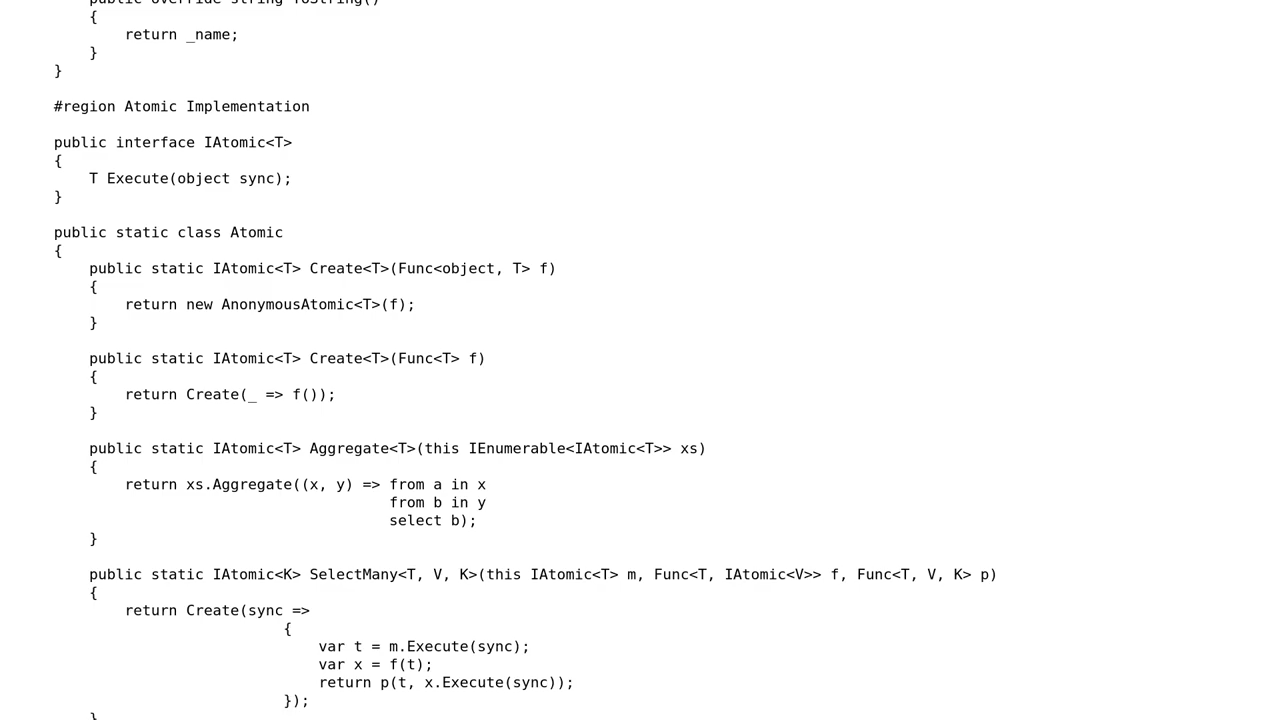 public override string ToString()
{
return _name;
}
}
#region Atomic Implementation
public interface IAtomic<T>
{
T Execute(object sync);
}
public static class Atomic
{
public static IAtomic<T> Create<T>(Func<object, T> f)
{
return new AnonymousAtomic<T>(f);
}
public static IAtomic<T> Create<T>(Func<T> f)
{
return Create(_ => f());
}
public static IAtomic<T> Aggregate<T>(this IEnumerable<IAtomic<T>> xs)
{
return xs.Aggregate((x, y) => from a in x
from b in y
select b);
}
public static IAtomic<K> SelectMany<T, V, K>(this IAtomic<T> m, Func<T, IAtomic<V>> f, Func<T, V, K> p)
{
return Create(sync =>
{
var t = m.Execute(sync);
var x = f(t);
return p(t, x.Execute(sync));
});
}